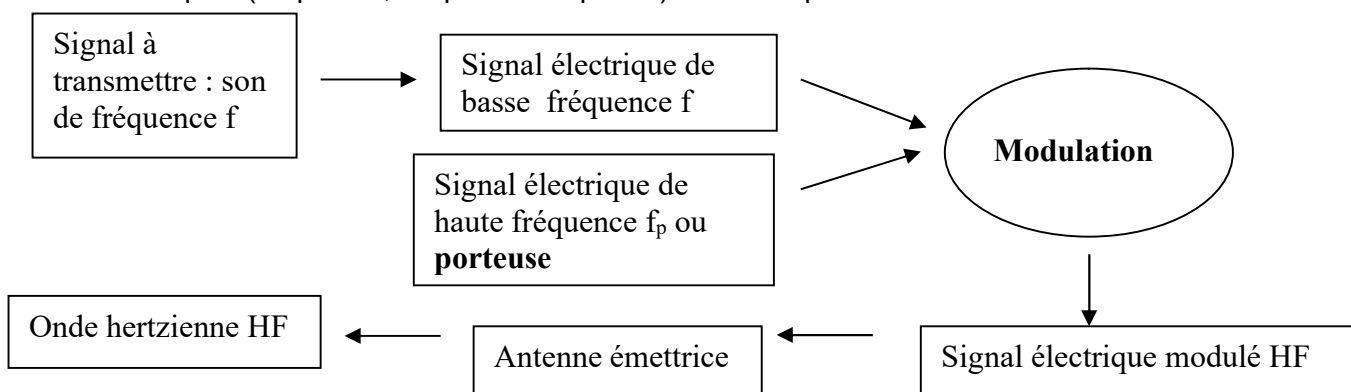 Signal à
transmettre : son
de fréquence f
Signal électrique de
basse fréquence f
Signal électrique de
haute fréquence fₚ ou
porteuse
Modulation
Signal électrique modulé HF
Antenne émettrice
Onde hertzienne HF